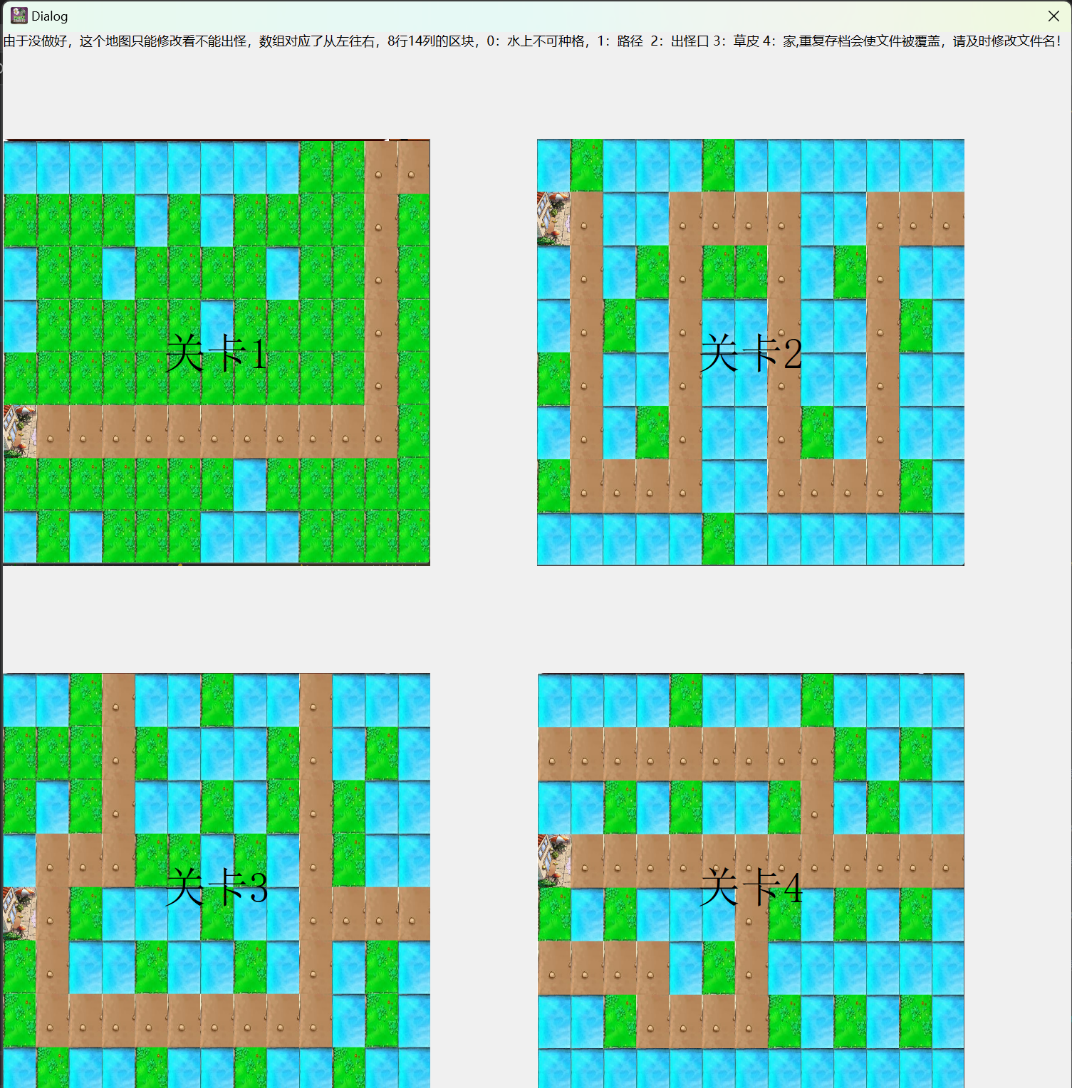 Dialog
由于没做好，这个地图只能修改看不能出怪，数组对应了从左往右，8行14列的区块，0：水上不可种格，1：路径  2：出怪口 3：草皮 4：家,重复存档会使文件被覆盖，请及时修改文件名！
关卡1
关卡2
关卡3
关卡4